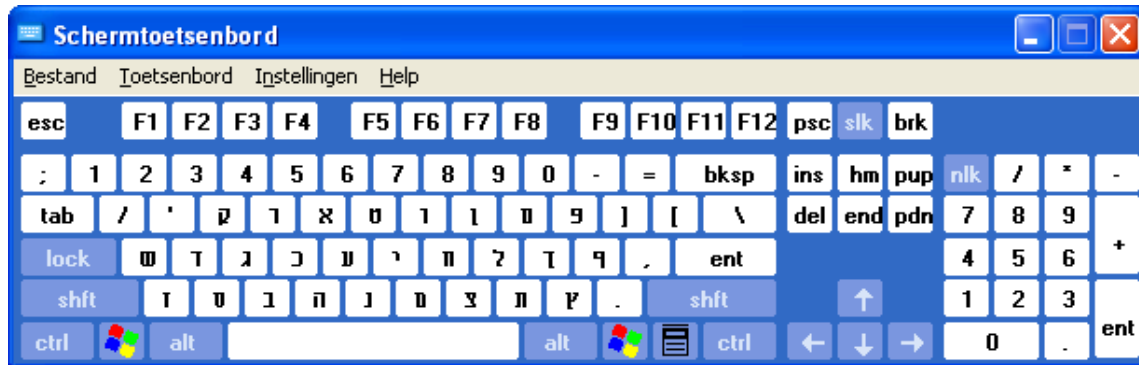 Schermtoetsenbord
Bestand Toetsenbord Instellingen Help
esc F1 F2 F3 F4 F5 F6 F7 F8 F9 F10 F11 F12 psc slk brk
; 1 2 3 4 5 6 7 8 9 0 - = bksp ins hm pup nlk / * -
tab / ' ק ר א ט ו ן ם פ ] [ \ del end pdn 7 8 9 +
lock ש ד ג כ ע י ח ל ך ף , ent 4 5 6
shft ז ס ב ה נ מ צ ת ץ . shft ↑ 1 2 3 ent
ctrl alt alt ctrl ← ↓ → 0 .